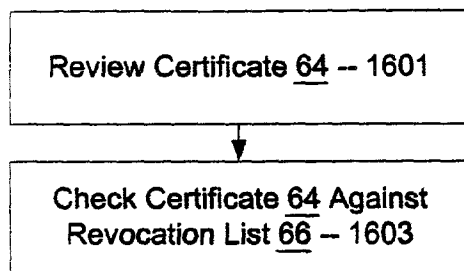 Review Certificate 64 -- 1601
Check Certificate 64 Against
Revocation List 66 -- 1603